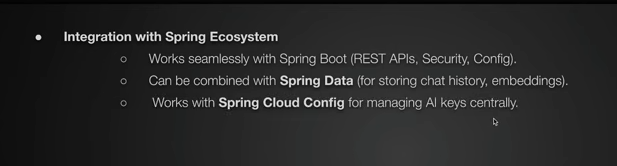 ● Integration with Spring Ecosystem
○ Works seamlessly with Spring Boot (REST APIs, Security, Config).
○ Can be combined with Spring Data (for storing chat history, embeddings).
○ Works with Spring Cloud Config for managing AI keys centrally.